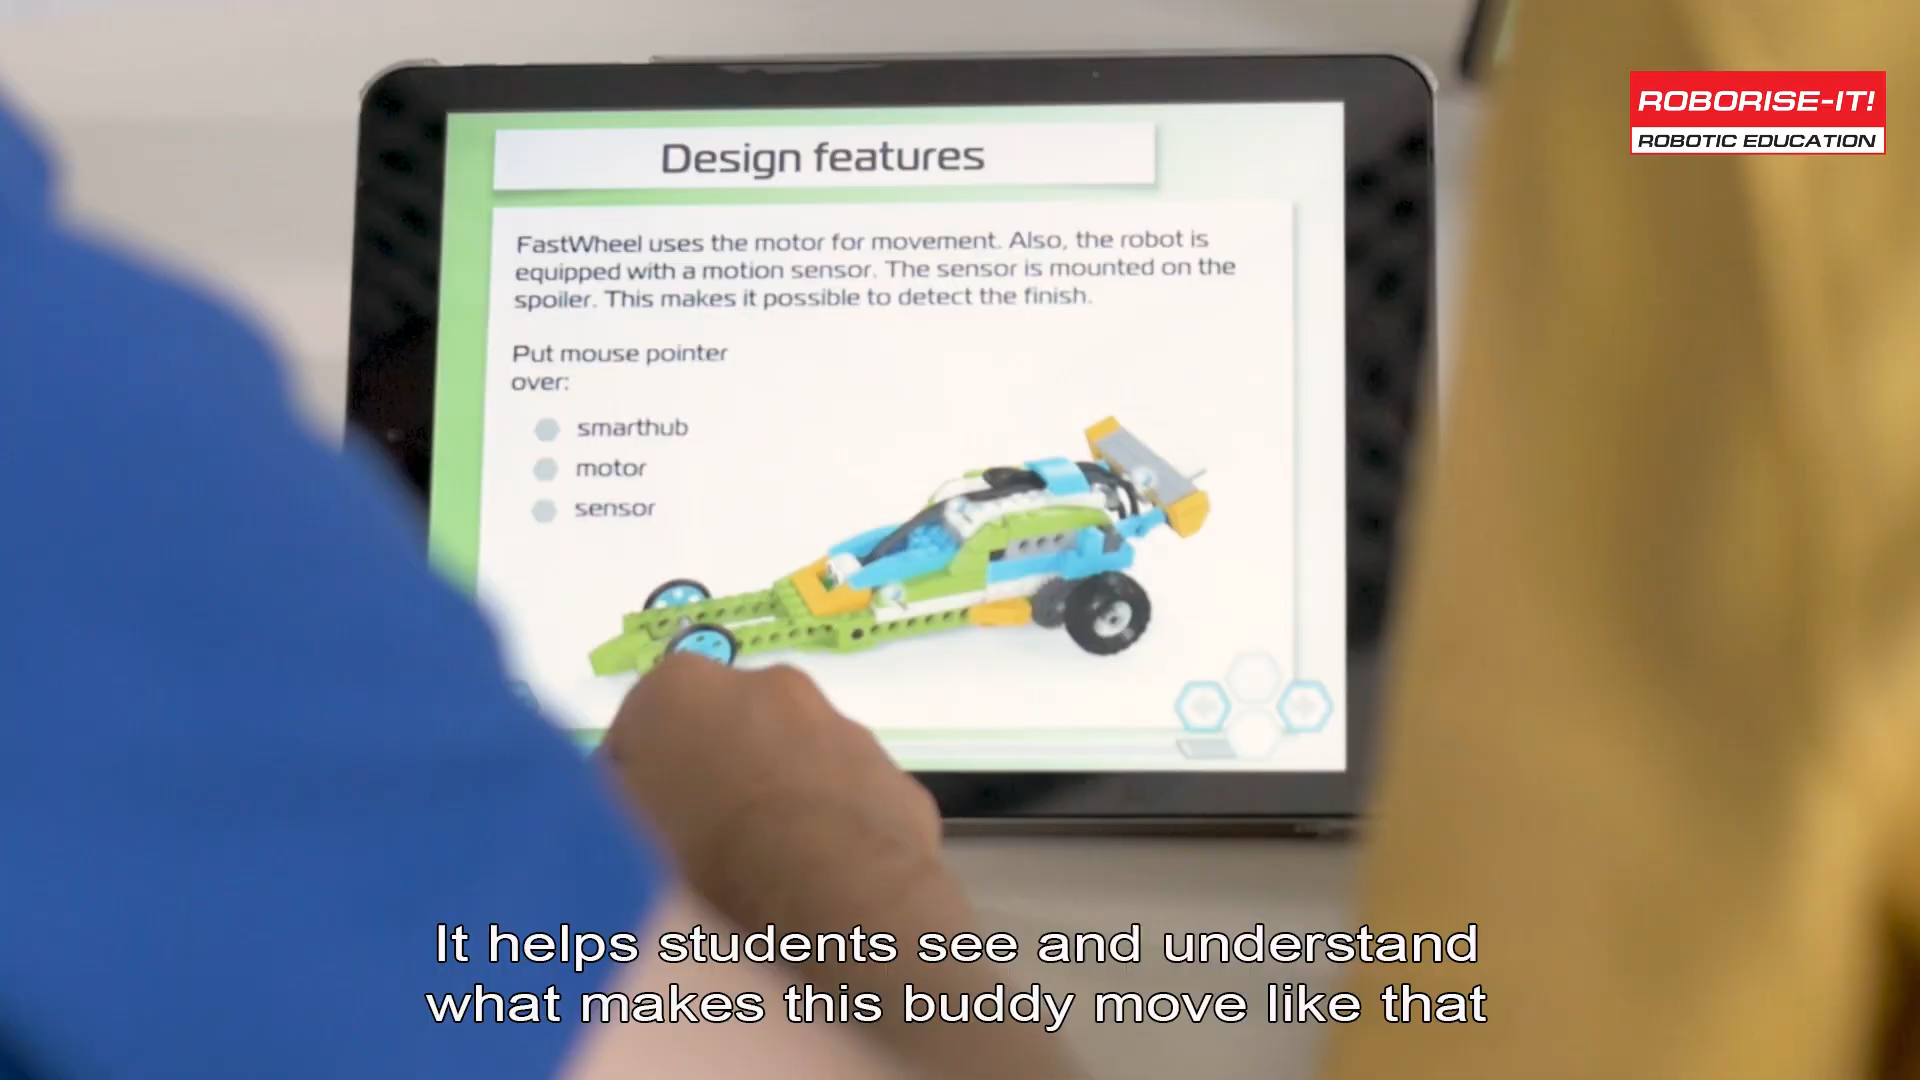 ROBORISE-IT!
ROBOTIC EDUCATION
Design features
FastWheel uses the motor for movement. Also, the robot is
equipped with a motion sensor. The sensor is mounted on the
spoiler. This makes it possible to detect the finish.
Put mouse pointer
over:
smarthub
motor
sensor
It helps students see and understand
what makes this buddy move like that